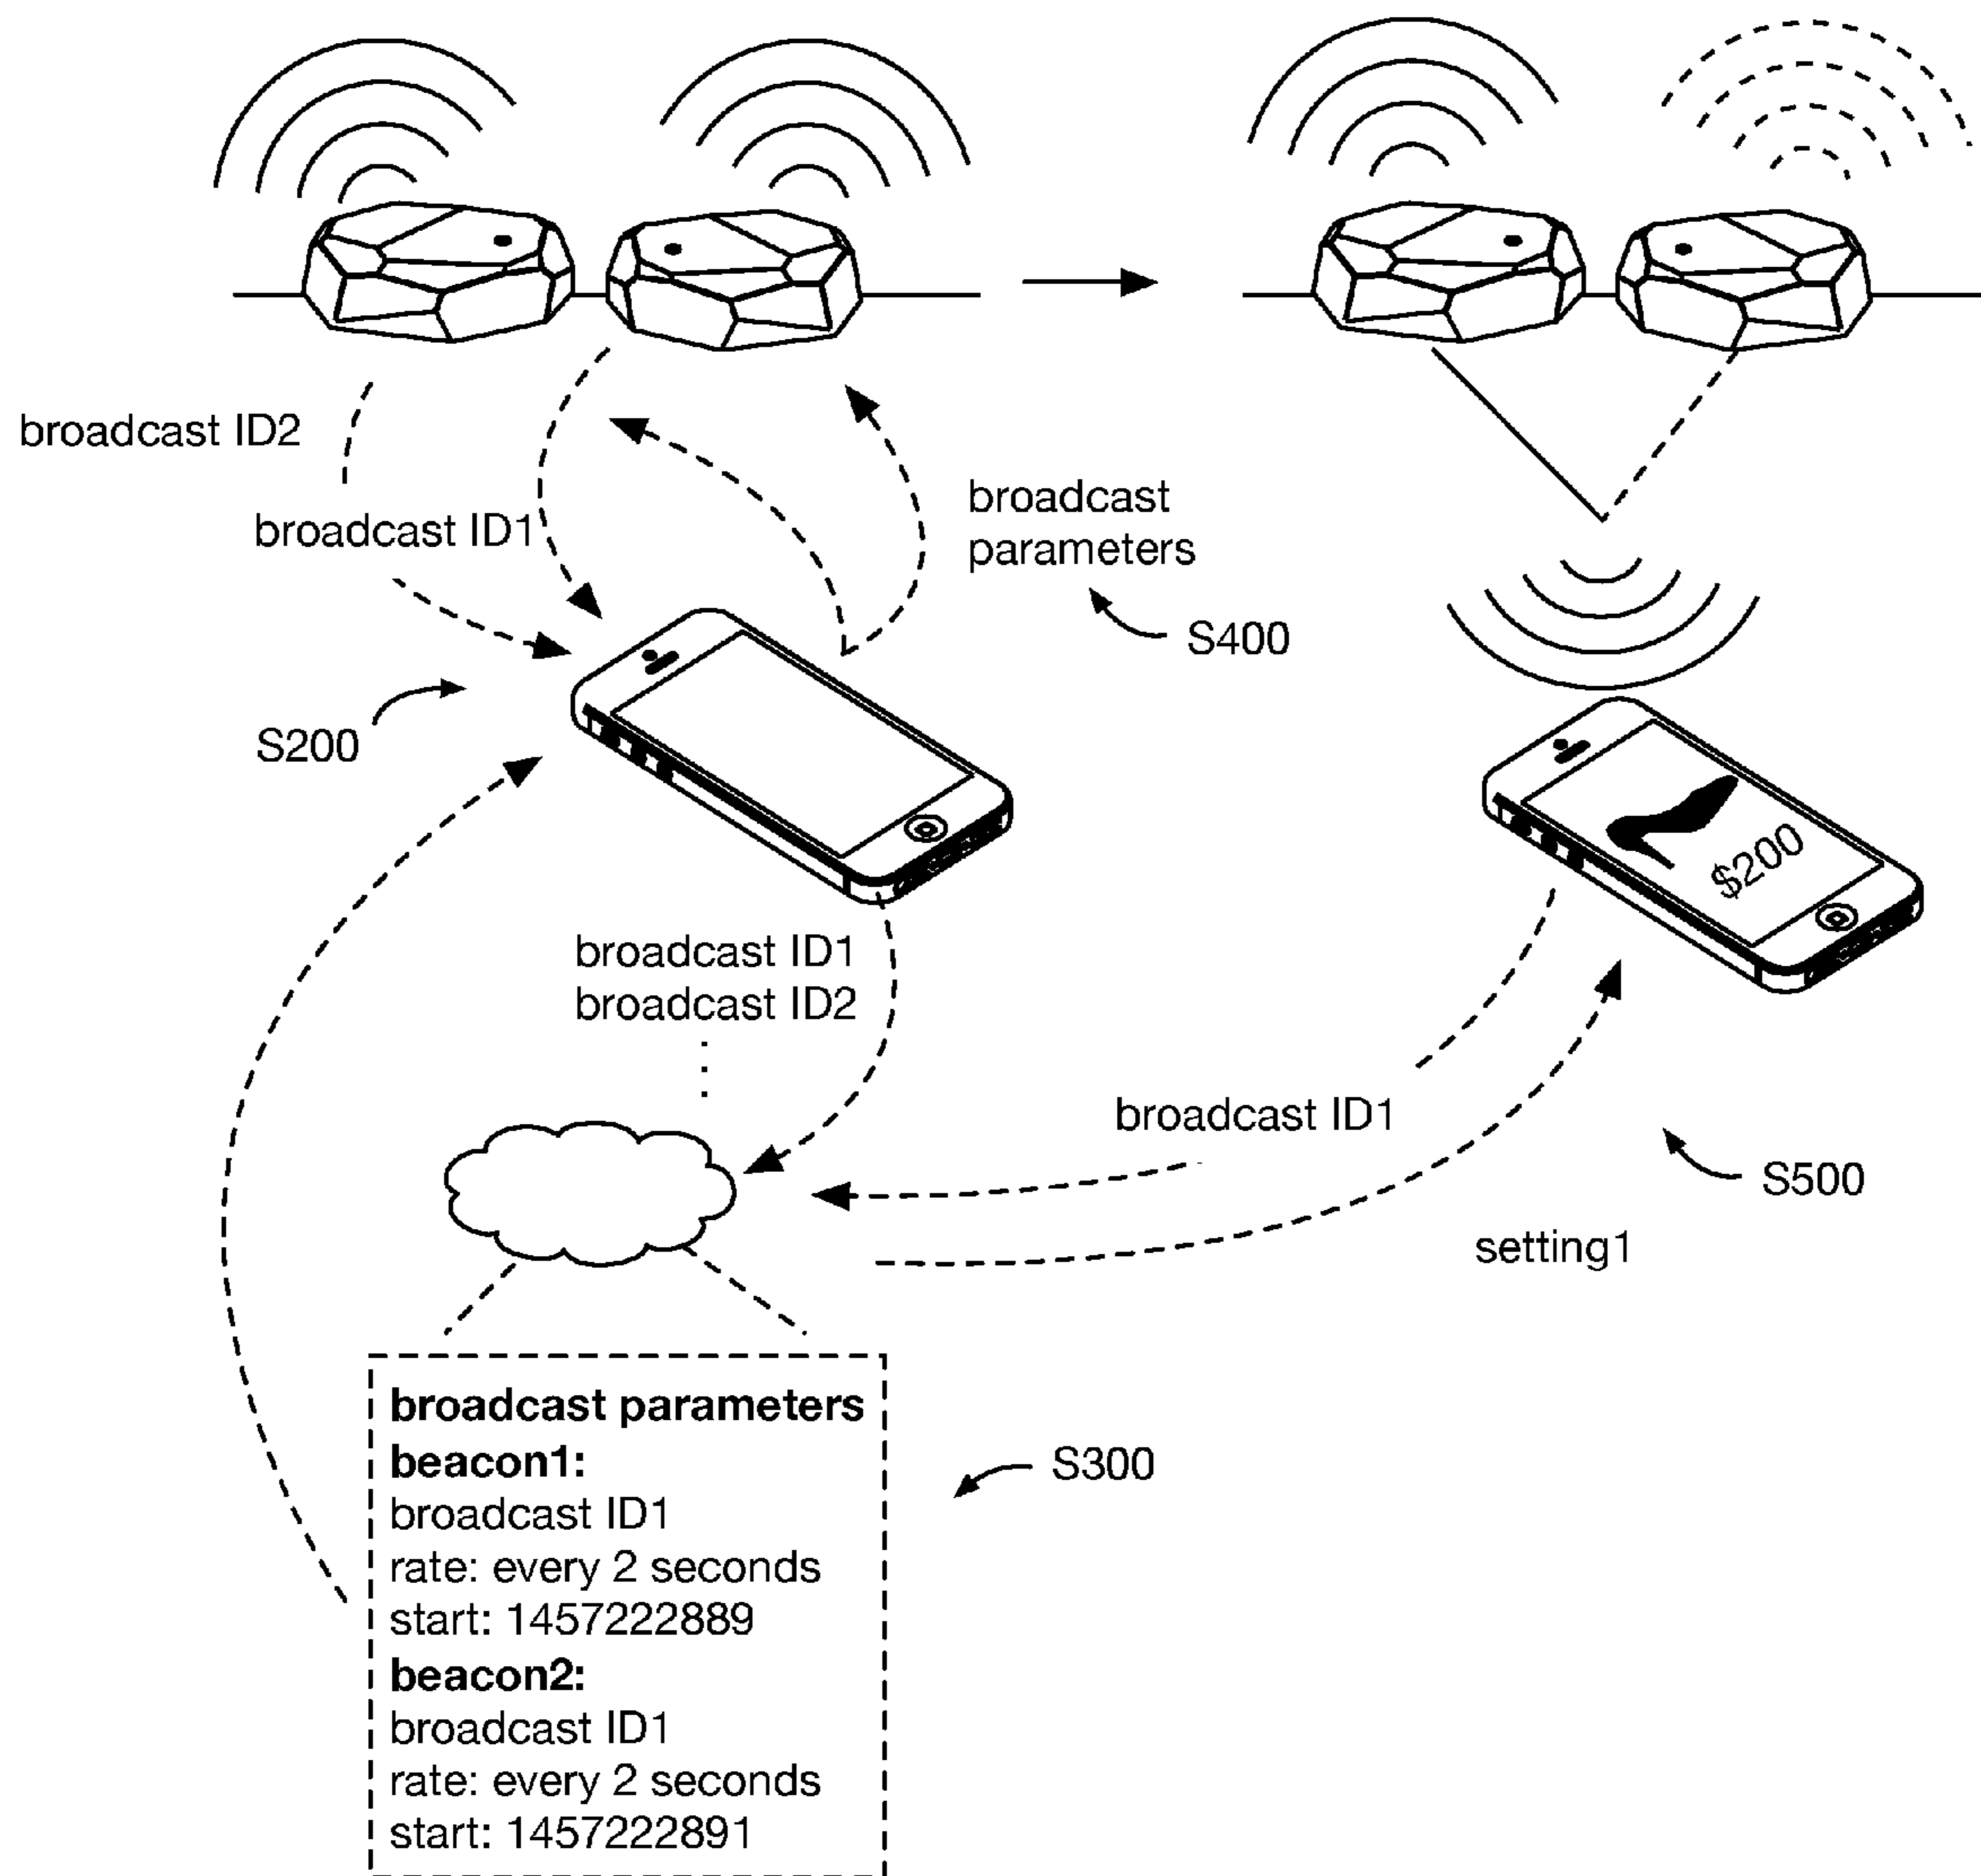 broadcast ID2
broadcast ID1
broadcast
parameters
S400
S200
$200
broadcast ID1
broadcast ID2
broadcast ID1
S500
setting1
broadcast parameters
beacon1:
broadcast ID1
rate: every 2 seconds
start: 1457222889
beacon2:
broadcast ID1
rate: every 2 seconds
start: 1457222891
S300